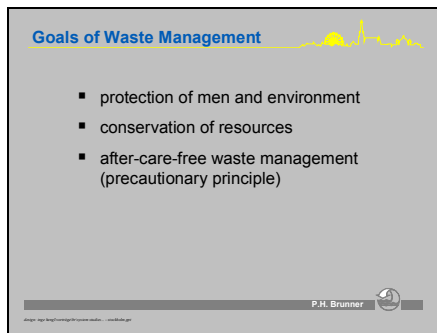 Goals of Waste Management
▪ protection of men and environment
▪ conservation of resources
▪ after-care-free waste management
(precautionary principle)
P.H. Brunner